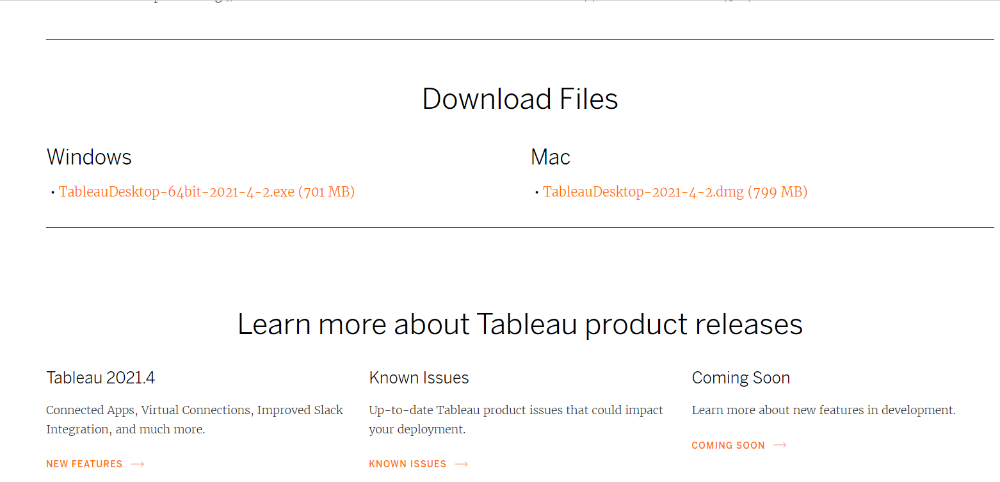 Download Files
Windows
Mac
• TableauDesktop-64bit-2021-4-2.exe (701 MB)
• TableauDesktop-2021-4-2.dmg (799 MB)
Learn more about Tableau product releases
Tableau 2021.4
Connected Apps, Virtual Connections, Improved Slack
Integration, and much more.
NEW FEATURES →
Known Issues
Up-to-date Tableau product issues that could impact
your deployment.
KNOWN ISSUES →
Coming Soon
Learn more about new features in development.
COMING SOON →